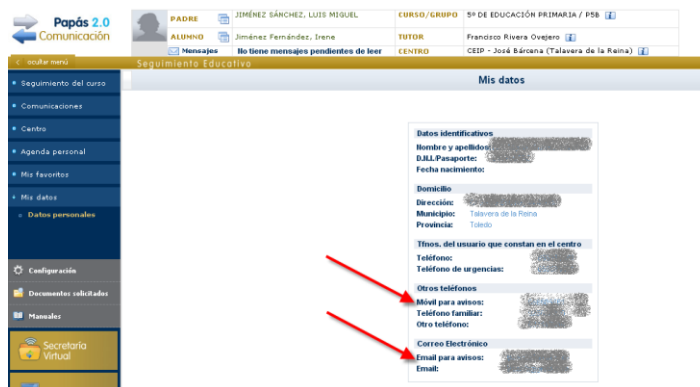 Papás 2.0
Comunicación
PADRE JIMÉNEZ SÁNCHEZ, LUIS MIGUEL CURSO/GRUPO 5º DE EDUCACIÓN PRIMARIA / P5B
ALUMNO Jiménez Fernández, Irene TUTOR Francisco Rivera Ovejero
Mensajes No tiene mensajes pendientes de leer CENTRO CEIP - José Bárcena (Talavera de la Reina)
< ocultar menú Seguimiento Educativo
Mis datos
Seguimiento del curso
Comunicaciones
Centro
Agenda personal
Mis favoritos
Mis datos
Datos personales
Configuración
Documentos solicitados
Manuales
Secretaría
Virtual
Datos identificativos
Nombre y apellidos:
D.N.I./Pasaporte:
Fecha nacimiento:
Domicilio
Dirección:
Municipio: Talavera de la Reina
Provincia: Toledo
Tfnos. del usuario que constan en el centro
Teléfono:
Teléfono de urgencias:
Otros teléfonos
Móvil para avisos:
Teléfono familiar:
Otro teléfono:
Correo Electrónico
Email para avisos:
Email: